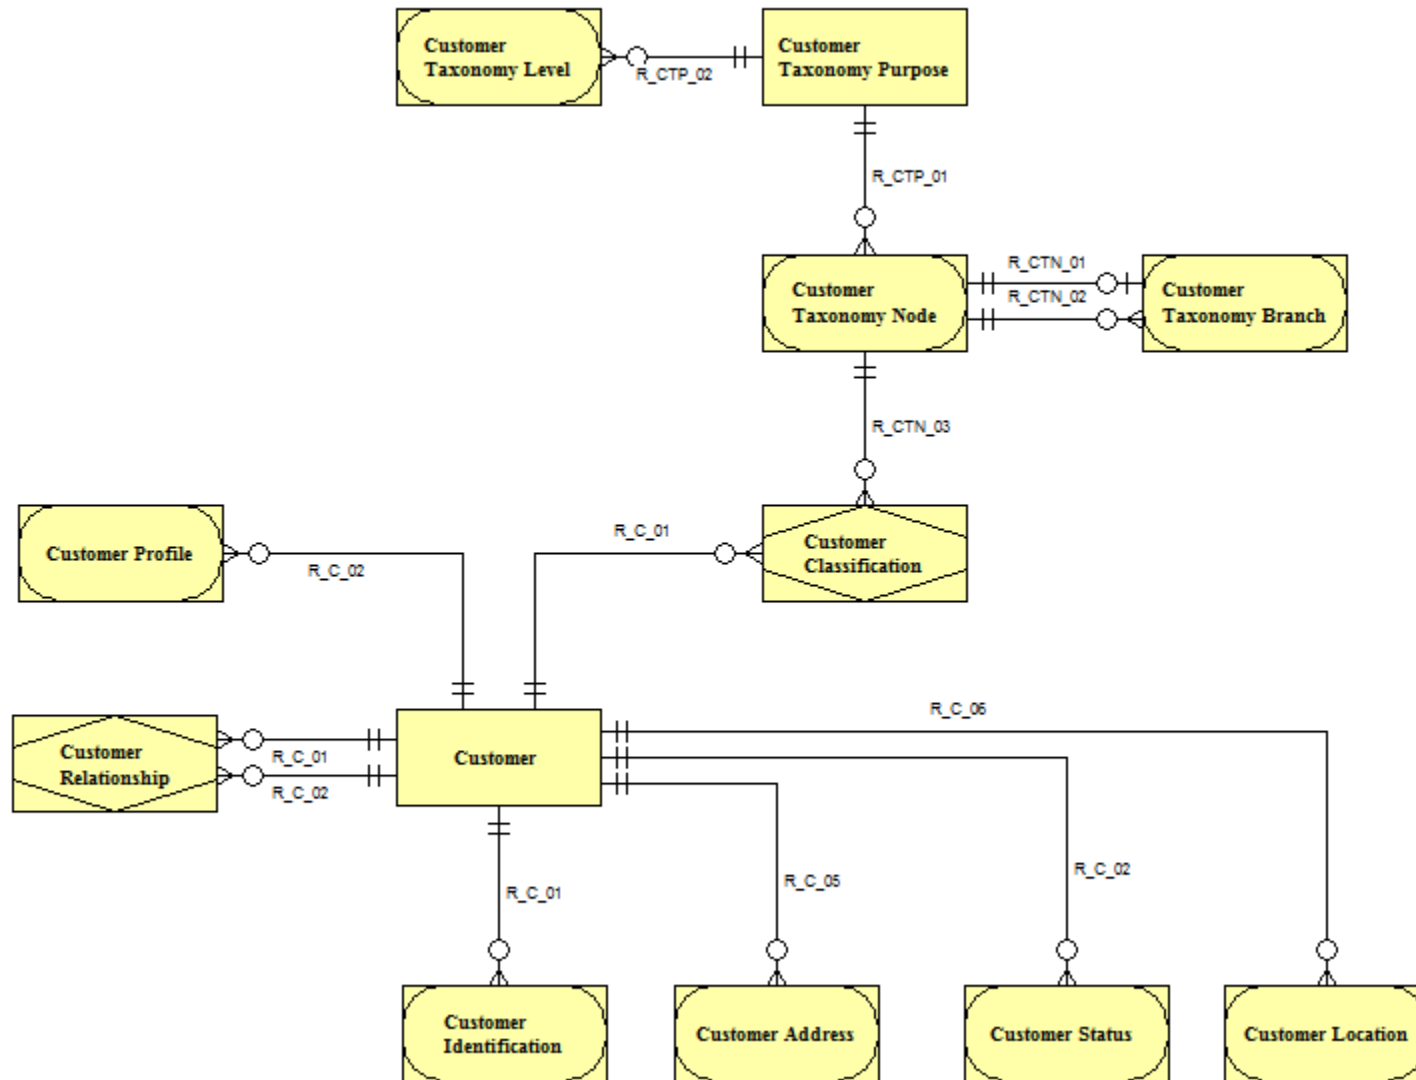 Customer
Taxonomy Level
R_CTP_02
Customer
Taxonomy Purpose
R_CTP_01
Customer
Taxonomy Node
R_CTN_01
R_CTN_02
Customer
Taxonomy Branch
R_CTN_03
Customer Profile
R_C_02
R_C_01
Customer
Classification
Customer
Relationship
R_C_01
R_C_02
Customer
R_C_06
R_C_01
R_C_05
R_C_02
Customer
Identification
Customer Address
Customer Status
Customer Location